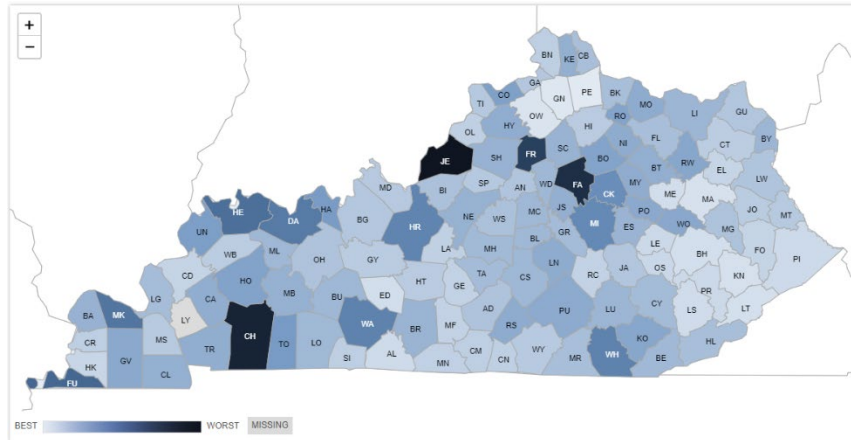 +
−
BN KE CB
GA
CO TI GN PE BK MO
OW RO LI GU
OL HY HI
JE SH FR SC NI FL CT BY
BO BT RW EL
MD BI SP AN WD FA CK MY ME MA LW
HE DA HA BG HR NE WS MC JS MI PO WO JO MT
UN LA BL GR ES MG
WB ML OH GY MH LE BH FO PI
CD LN RC JA OS KN
HO HT GE TA CS
LG CA MB BU ED PR
BA MK LY AD LU CY LS LT
MS CH WA BR MF RS PU
CR TR TO LO KO HL
HK GV SI AL MN CM CN WY MR WH BE
FU CL
BEST WORST MISSING